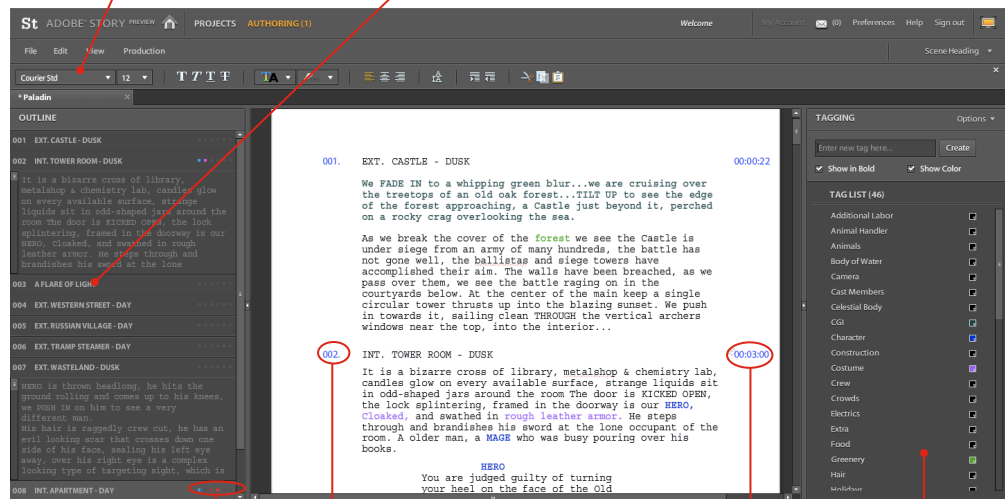 St ADOBE® STORY PREVIEW PROJECTS AUTHORING (1) Welcome My Account (0) Preferences Help Sign out
File Edit View Production Scene Heading
Courier Std 12 T T T T TA
* Paladin ×
OUTLINE
001 EXT. CASTLE - DUSK
002 INT. TOWER ROOM - DUSK
It is a bizarre cross of library,
metalshop & chemistry lab, candles glow
on every available surface, strange
liquids sit in odd-shaped jars around the
room The door is KICKED OPEN, the lock
splintering, framed in the doorway is our
HERO, Cloaked, and swathed in rough
leather armor. He steps through and
brandishes his sword at the lone
003 A FLARE OF LIGHT
004 EXT. WESTERN STREET - DAY
005 EXT. RUSSIAN VILLAGE - DAY
006 EXT. TRAMP STEAMER - DAY
007 EXT. WASTELAND - DUSK
HERO is thrown headlong, he hits the
ground rolling and comes up to his knees,
we PUSH IN on him to see a very
different man.
His hair is raggedly crew cut, he has an
evil looking scar that crosses down one
side of his face, sealing his left eye
away, over his right eye is a complex
looking type of targeting sight, which is
008 INT. APARTMENT - DAY
001. EXT. CASTLE - DUSK 00:00:22
We FADE IN to a whipping green blur...we are cruising over
the treetops of an old oak forest...TILT UP to see the edge
of the forest approaching, a Castle just beyond it, perched
on a rocky crag overlooking the sea.
As we break the cover of the forest we see the Castle is
under siege from an army of many hundreds, the battle has
not gone well, the ballistas and siege towers have
accomplished their aim. The walls have been breached, as we
pass over them, we see the battle raging on in the
courtyards below. At the center of the main keep a single
circular tower thrusts up into the blazing sunset. We push
in towards it, sailing clean THROUGH the vertical archers
windows near the top, into the interior...
002. INT. TOWER ROOM - DUSK 00:03:00
It is a bizarre cross of library, metalshop & chemistry lab,
candles glow on every available surface, strange liquids sit
in odd-shaped jars around the room The door is KICKED OPEN,
the lock splintering, framed in the doorway is our HERO,
Cloaked, and swathed in rough leather armor. He steps
through and brandishes his sword at the lone occupant of the
room. A older man, a MAGE who was busy pouring over his
books.
HERO
You are judged guilty of turning
your heel on the face of the Old
TAGGING Options
Enter new tag here... Create
Show in Bold Show Color
TAG LIST (46)
Additional Labor
Animal Handler
Animals
Body of Water
Camera
Cast Members
Celestial Body
CGI
Character
Construction
Costume
Crew
Crowds
Electrics
Extra
Food
Greenery
Hair
Holidays